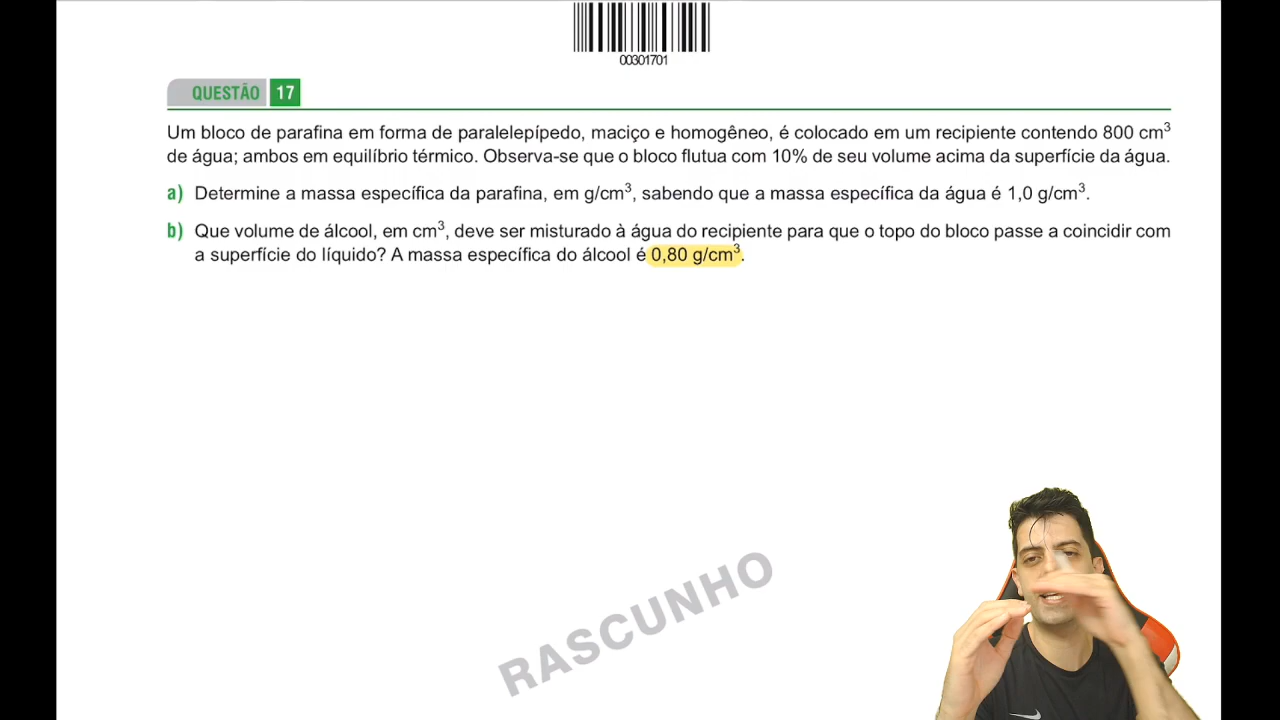 00301701
QUESTÃO 17
Um bloco de parafina em forma de paralelepípedo, maciço e homogêneo, é colocado em um recipiente contendo 800 cm³
de água; ambos em equilíbrio térmico. Observa-se que o bloco flutua com 10% de seu volume acima da superfície da água.
a) Determine a massa específica da parafina, em g/cm³, sabendo que a massa específica da água é 1,0 g/cm³.
b) Que volume de álcool, em cm³, deve ser misturado à água do recipiente para que o topo do bloco passe a coincidir com
a superfície do líquido? A massa específica do álcool é 0,80 g/cm³.
RASCUNHO